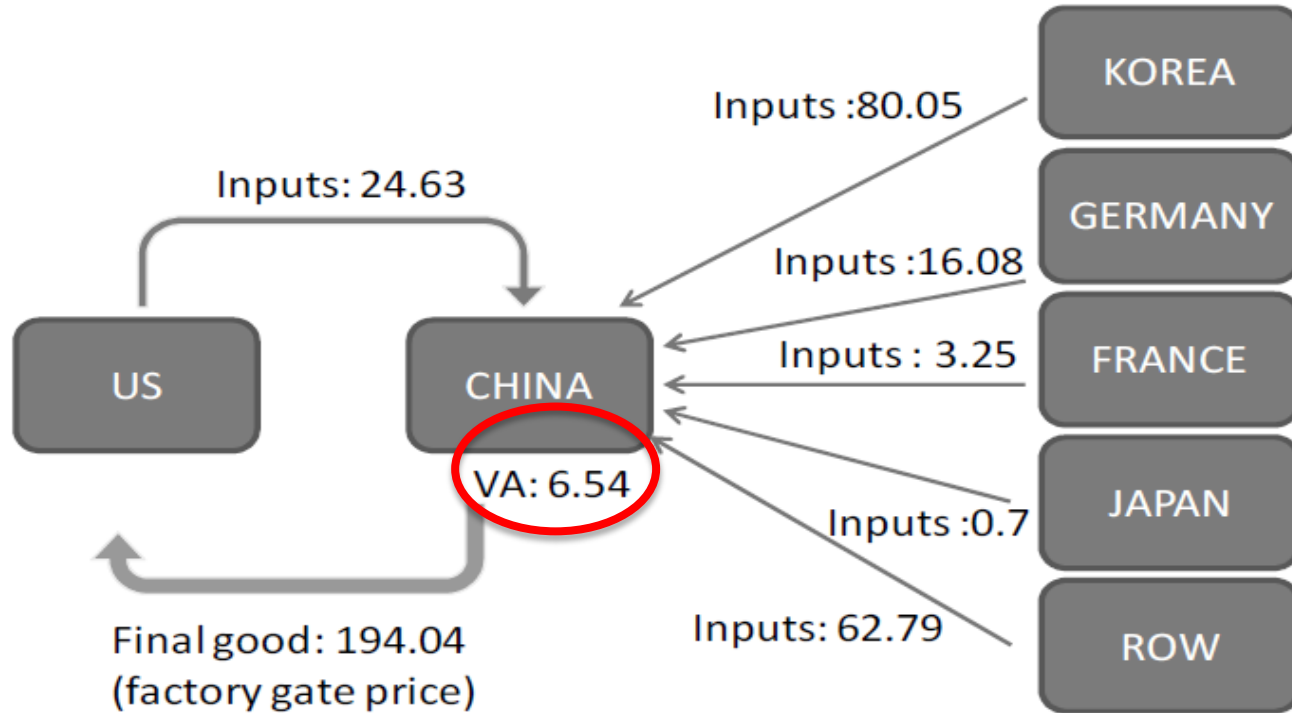 KOREA
Inputs :80.05
Inputs: 24.63
GERMANY
Inputs :16.08
Inputs : 3.25
FRANCE
US
CHINA
VA: 6.54
JAPAN
Inputs :0.7
Inputs: 62.79
ROW
Final good: 194.04
(factory gate price)